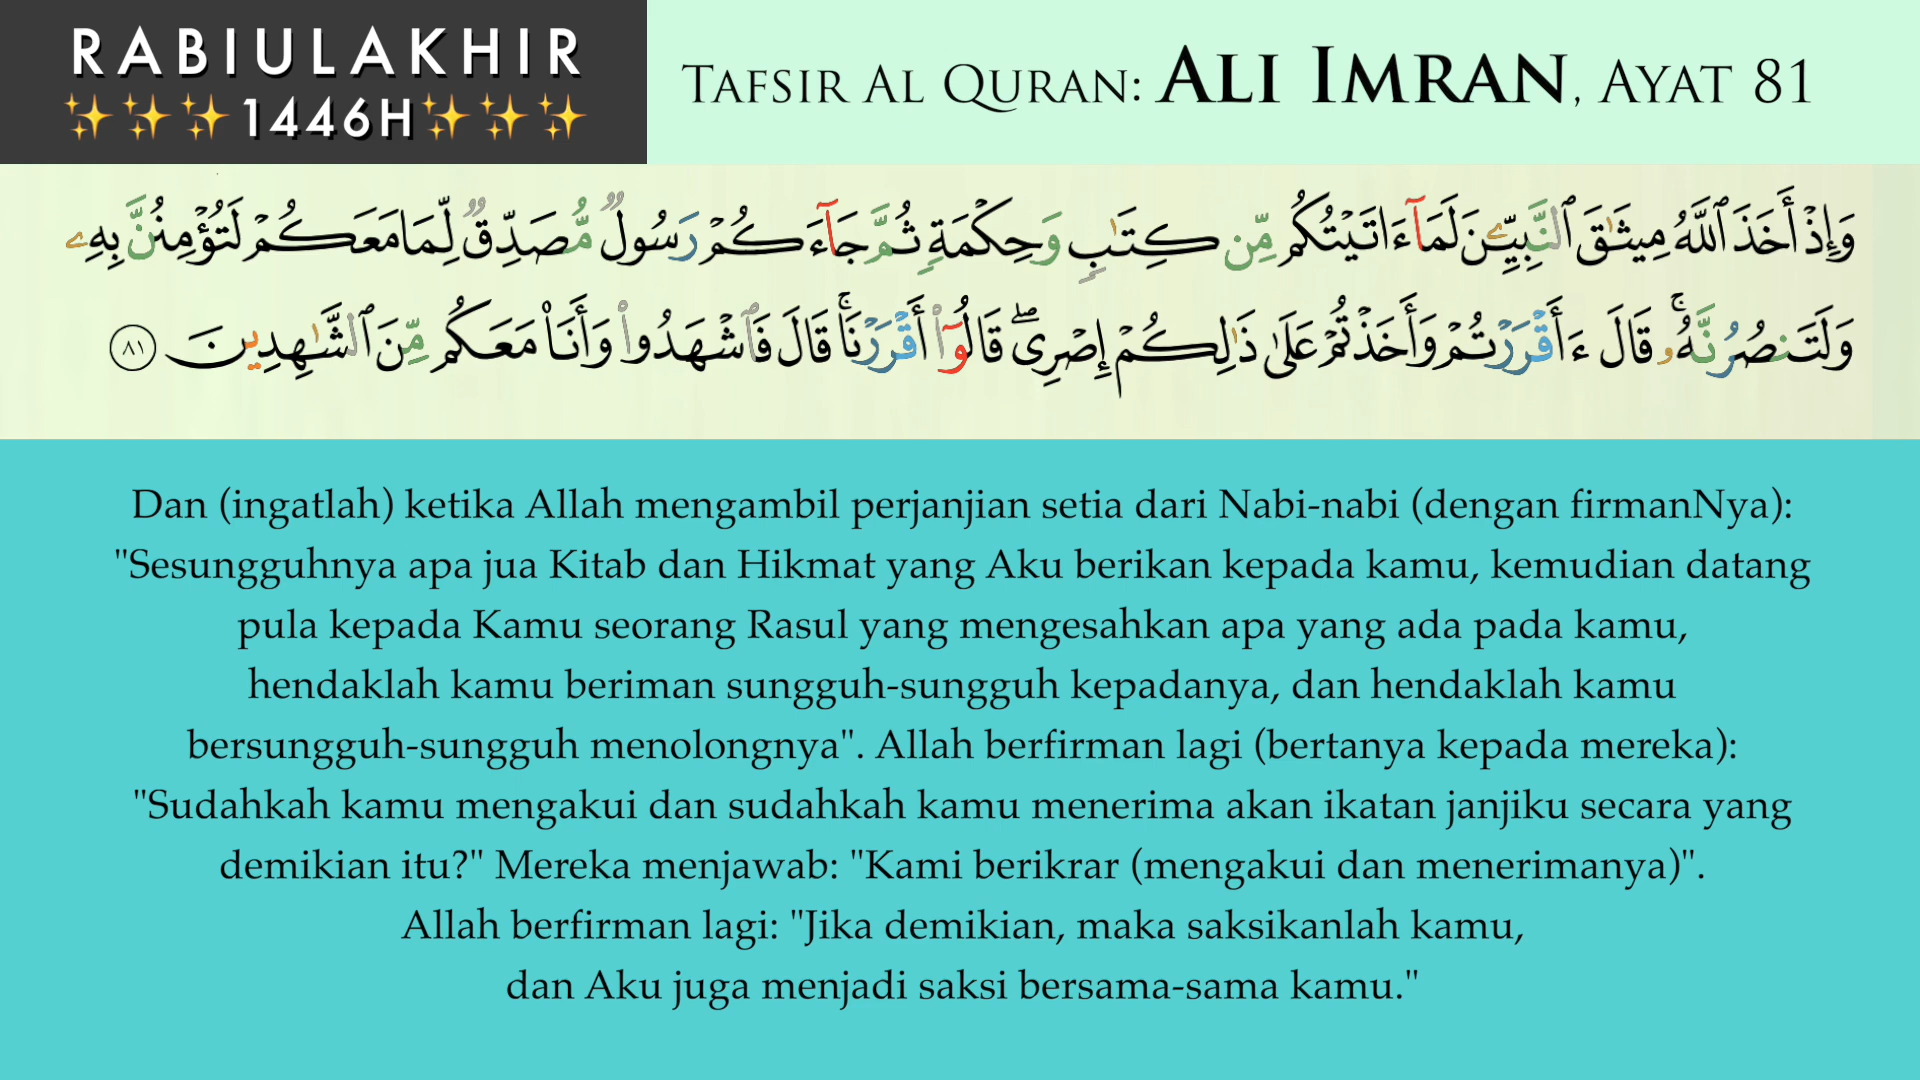 RABIULAKHIR
✨✨✨1446H✨✨✨
Tafsir Al Quran: Ali Imran, Ayat 81
وَإِذْ أَخَذَ ٱللَّهُ مِيثَٰقَ ٱلنَّبِيِّۦنَ لَمَآ ءَاتَيْتُكُم مِّن كِتَٰبٍ وَحِكْمَةٍ ثُمَّ جَآءَكُمْ رَسُولٌ مُّصَدِّقٌ لِّمَا مَعَكُمْ لَتُؤْمِنُنَّ بِهِۦ
وَلَتَنصُرُنَّهُۥ ۚ قَالَ ءَأَقْرَرْتُمْ وَأَخَذْتُمْ عَلَىٰ ذَٰلِكُمْ إِصْرِى ۖ قَالُوٓا۟ أَقْرَرْنَا ۚ قَالَ فَٱشْهَدُوا۟ وَأَنَا۠ مَعَكُم مِّنَ ٱلشَّٰهِدِينَ ٨١
Dan (ingatlah) ketika Allah mengambil perjanjian setia dari Nabi-nabi (dengan firmanNya):
"Sesungguhnya apa jua Kitab dan Hikmat yang Aku berikan kepada kamu, kemudian datang
pula kepada Kamu seorang Rasul yang mengesahkan apa yang ada pada kamu,
hendaklah kamu beriman sungguh-sungguh kepadanya, dan hendaklah kamu
bersungguh-sungguh menolongnya". Allah berfirman lagi (bertanya kepada mereka):
"Sudahkah kamu mengakui dan sudahkah kamu menerima akan ikatan janjiku secara yang
demikian itu?" Mereka menjawab: "Kami berikrar (mengakui dan menerimanya)".
Allah berfirman lagi: "Jika demikian, maka saksikanlah kamu,
dan Aku juga menjadi saksi bersama-sama kamu."